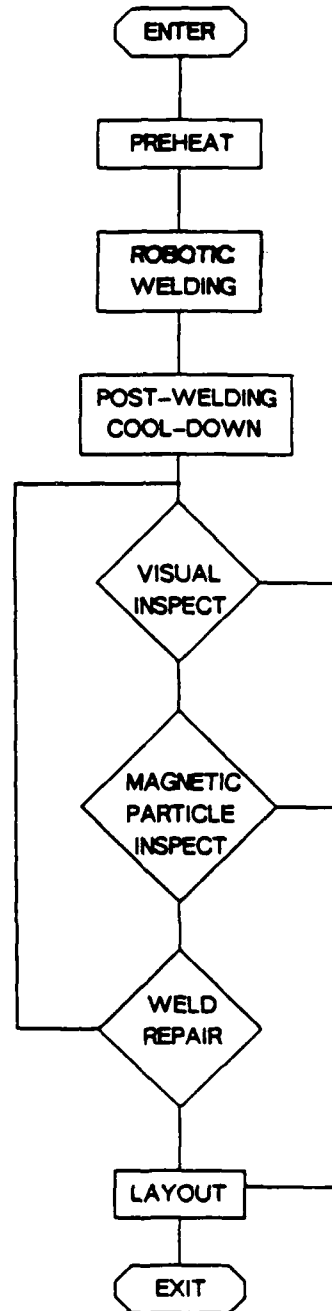 ENTER
PREHEAT
ROBOTIC
WELDING
POST-WELDING
COOL-DOWN
VISUAL
INSPECT
MAGNETIC
PARTICLE
INSPECT
WELD
REPAIR
LAYOUT
EXIT